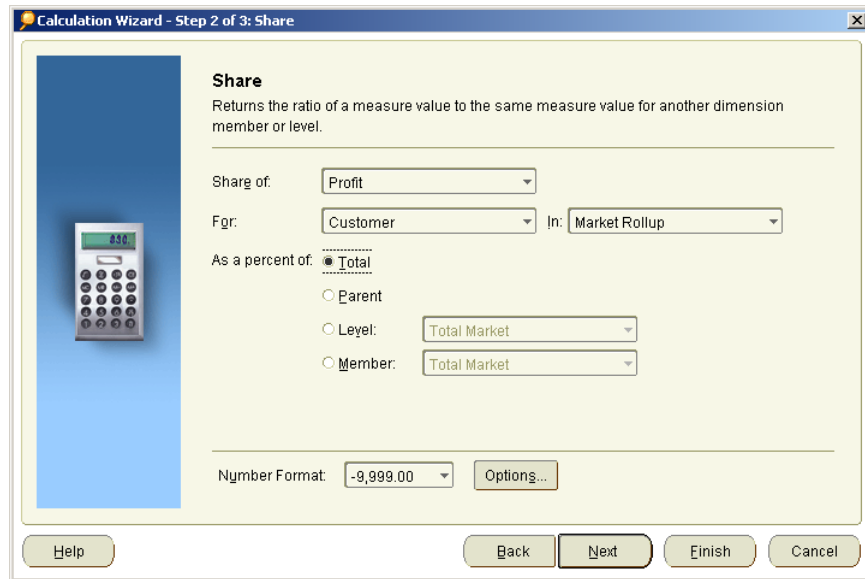 Calculation Wizard - Step 2 of 3: Share
Share
Returns the ratio of a measure value to the same measure value for another dimension
member or level.
Share of: Profit
For: Customer In: Market Rollup
As a percent of: Total
Parent
Level: Total Market
Member: Total Market
830.
Number Format: -9,999.00 Options...
Help Back Next Finish Cancel